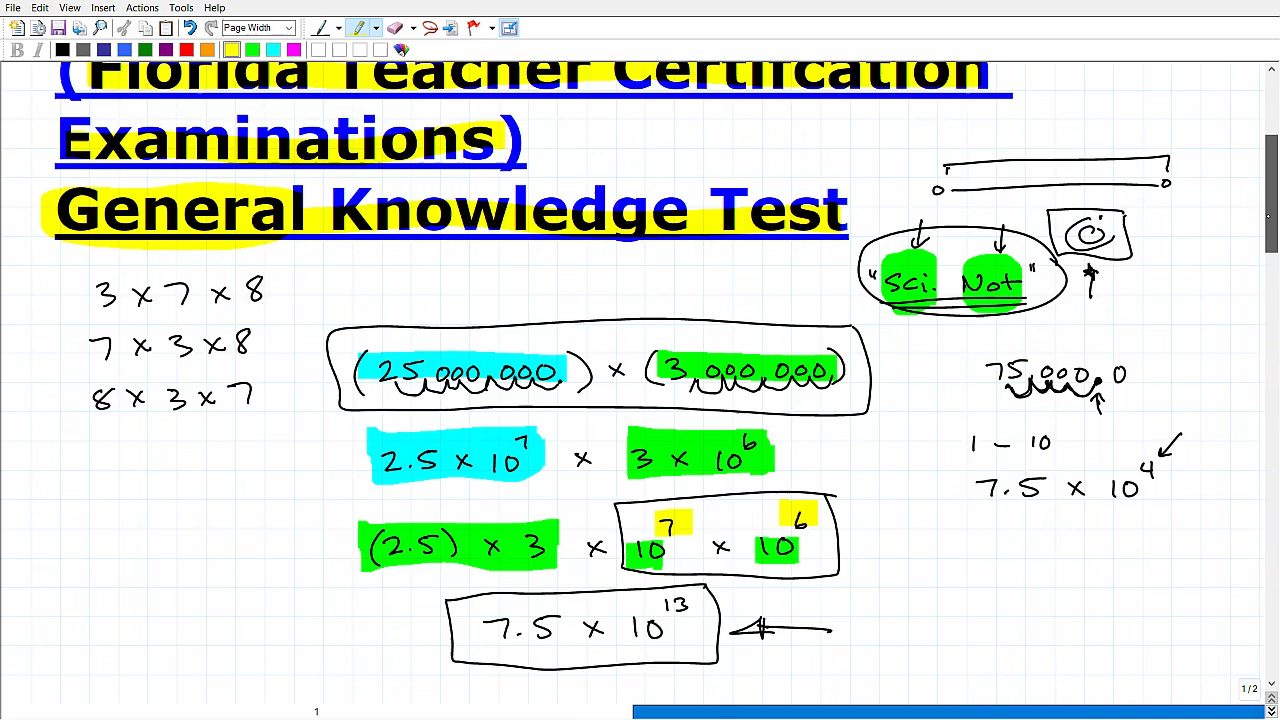 File Edit View Insert Actions Tools Help
Page Width
B I
(Florida Teacher Certifcation
Examinations)
General Knowledge Test
"Sci. Not"
3 x 7 x 8
7 x 3 x 8
8 x 3 x 7
(25,000,000.) x (3,000,000)
75,000.0
1 - 10
7.5 x 10^4
2.5 x 10^7 x 3 x 10^6
(2.5) x 3 x 10^7 x 10^6
7.5 x 10^13
1/2
1